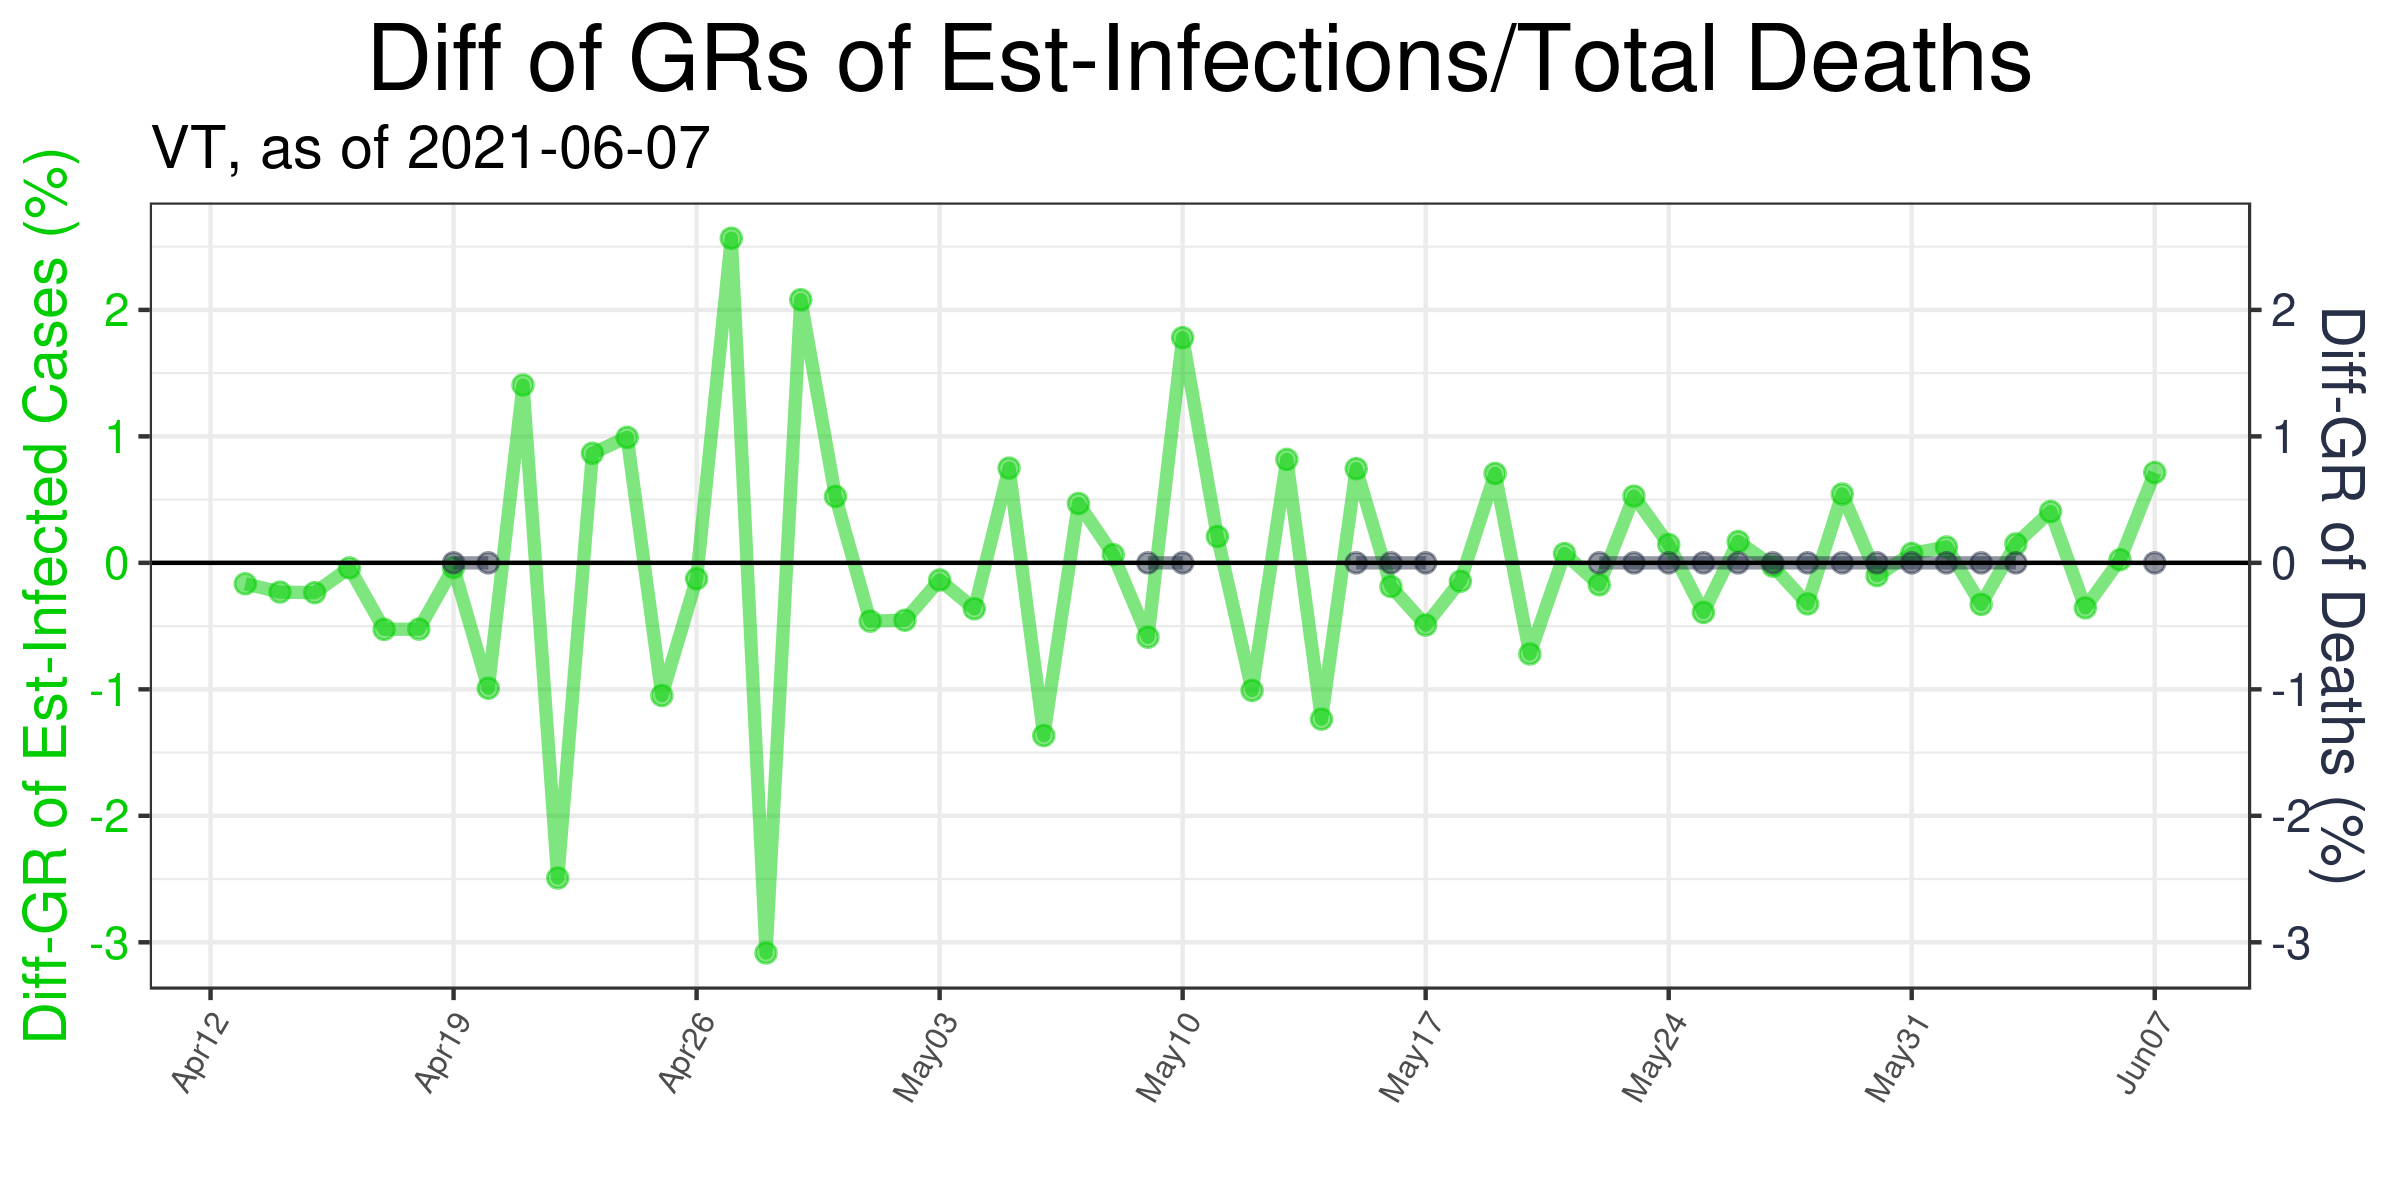 Diff of GRs of Est-Infections/Total Deaths
VT, as of 2021-06-07
Diff-GR of Est-Infected Cases (%)
2
1
0
-1
-2
-3
2
1
0
-1
-2
-3
Diff-GR of Deaths (%)
Apr12
Apr19
Apr26
May03
May10
May17
May24
May31
Jun07